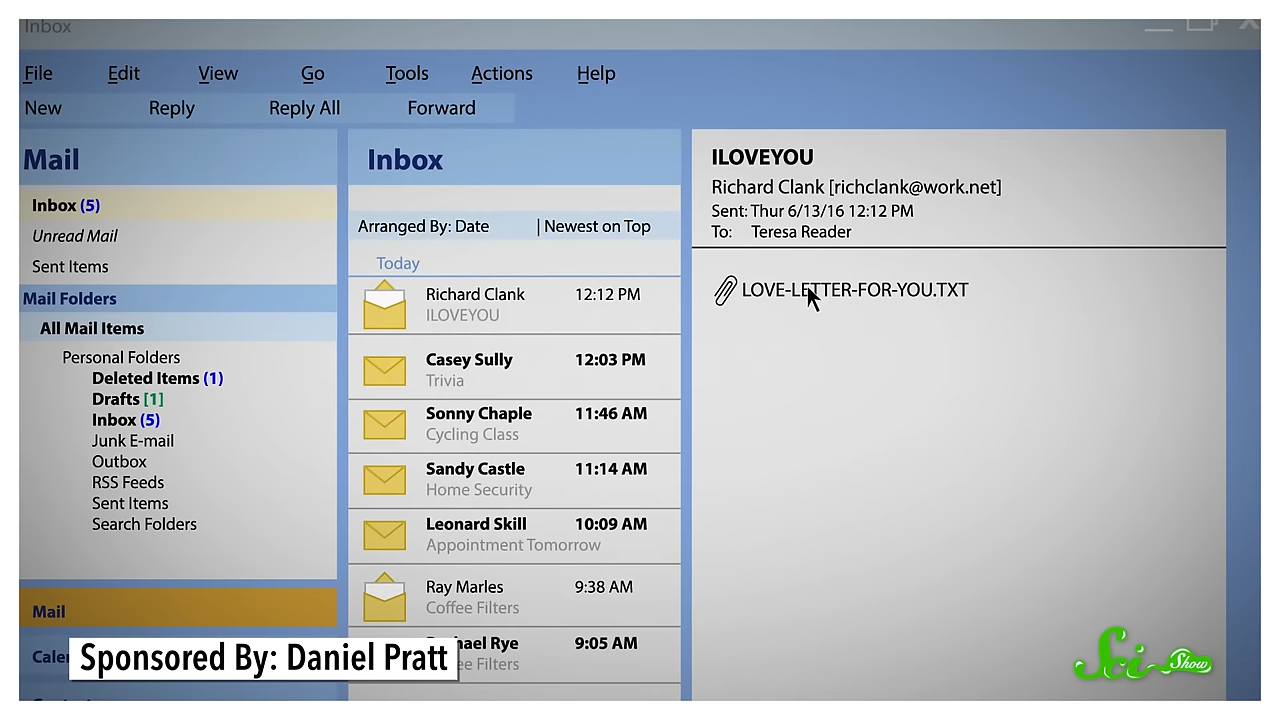 Inbox
File Edit View Go Tools Actions Help
New Reply Reply All Forward
Mail
Inbox (5)
Unread Mail
Sent Items
Mail Folders
All Mail Items
Personal Folders
Deleted Items (1)
Drafts [1]
Inbox (5)
Junk E-mail
Outbox
RSS Feeds
Sent Items
Search Folders
Mail
Inbox
Arranged By: Date | Newest on Top
Today
Richard Clank 12:12 PM
ILOVEYOU
Casey Sully 12:03 PM
Trivia
Sonny Chaple 11:46 AM
Cycling Class
Sandy Castle 11:14 AM
Home Security
Leonard Skill 10:09 AM
Appointment Tomorrow
Ray Marles 9:38 AM
Coffee Filters
Rye 9:05 AM
Filters
ILOVEYOU
Richard Clank [richclank@work.net]
Sent: Thur 6/13/16 12:12 PM
To: Teresa Reader
LOVE-LETTER-FOR-YOU.TXT
Sponsored By: Daniel Pratt
Sci Show